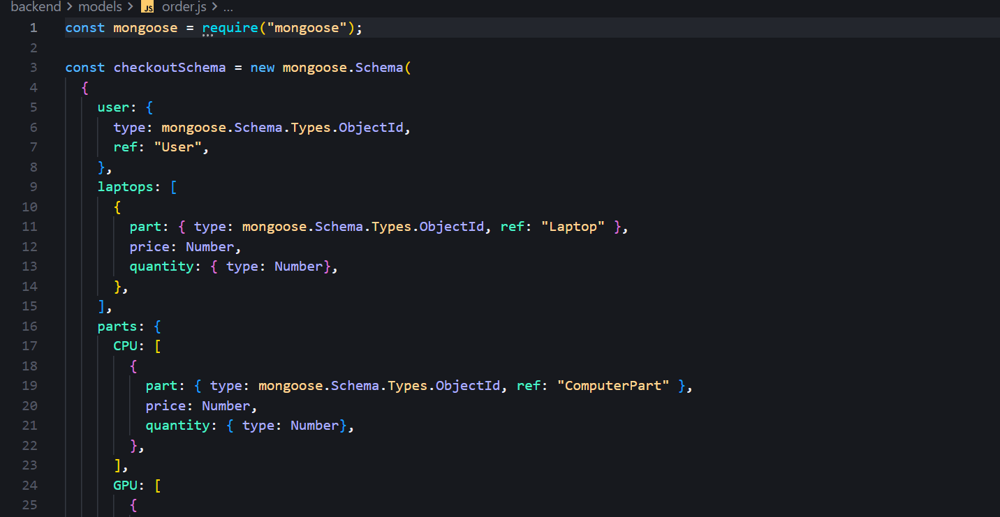 backend > models > JS order.js > ...
1 const mongoose = require("mongoose");
2
3 const checkoutSchema = new mongoose.Schema(
4 {
5 user: {
6 type: mongoose.Schema.Types.ObjectId,
7 ref: "User",
8 },
9 laptops: [
10 {
11 part: { type: mongoose.Schema.Types.ObjectId, ref: "Laptop" },
12 price: Number,
13 quantity: { type: Number},
14 },
15 ],
16 parts: {
17 CPU: [
18 {
19 part: { type: mongoose.Schema.Types.ObjectId, ref: "ComputerPart" },
20 price: Number,
21 quantity: { type: Number},
22 },
23 ],
24 GPU: [
25 {